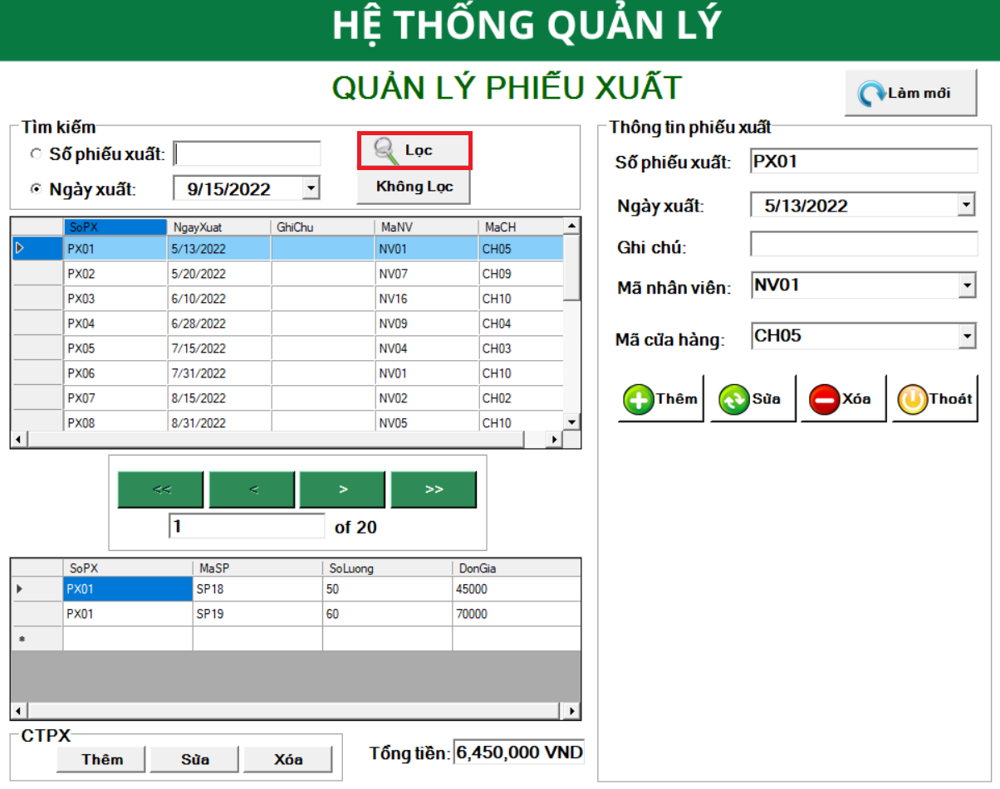 HỆ THỐNG QUẢN LÝ
QUẢN LÝ PHIẾU XUẤT
Làm mới
Tìm kiếm
Số phiếu xuất:
Lọc
Ngày xuất: 9/15/2022
Không Lọc
SoPX NgayXuat GhiChu MaNV MaCH
PX01 5/13/2022 NV01 CH05
PX02 5/20/2022 NV07 CH09
PX03 6/10/2022 NV16 CH10
PX04 6/28/2022 NV09 CH04
PX05 7/15/2022 NV04 CH03
PX06 7/31/2022 NV01 CH10
PX07 8/15/2022 NV02 CH02
PX08 8/31/2022 NV05 CH10
<< < > >>
1 of 20
SoPX MaSP SoLuong DonGia
PX01 SP18 50 45000
PX01 SP19 60 70000
CTPX
Thêm Sửa Xóa
Tổng tiền: 6,450,000 VND
Thông tin phiếu xuất
Số phiếu xuất: PX01
Ngày xuất: 5/13/2022
Ghi chú:
Mã nhân viên: NV01
Mã cửa hàng: CH05
Thêm Sửa Xóa Thoát